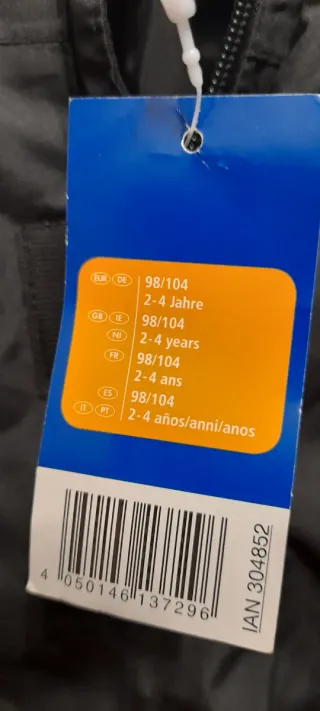 EUR DE 98/104
2-4 Jahre
GB IE 98/104
NI 2-4 years
FR 98/104
2-4 ans
ES 98/104
IT PT 2-4 años/anni/anos
4 050146 137296
IAN 304852